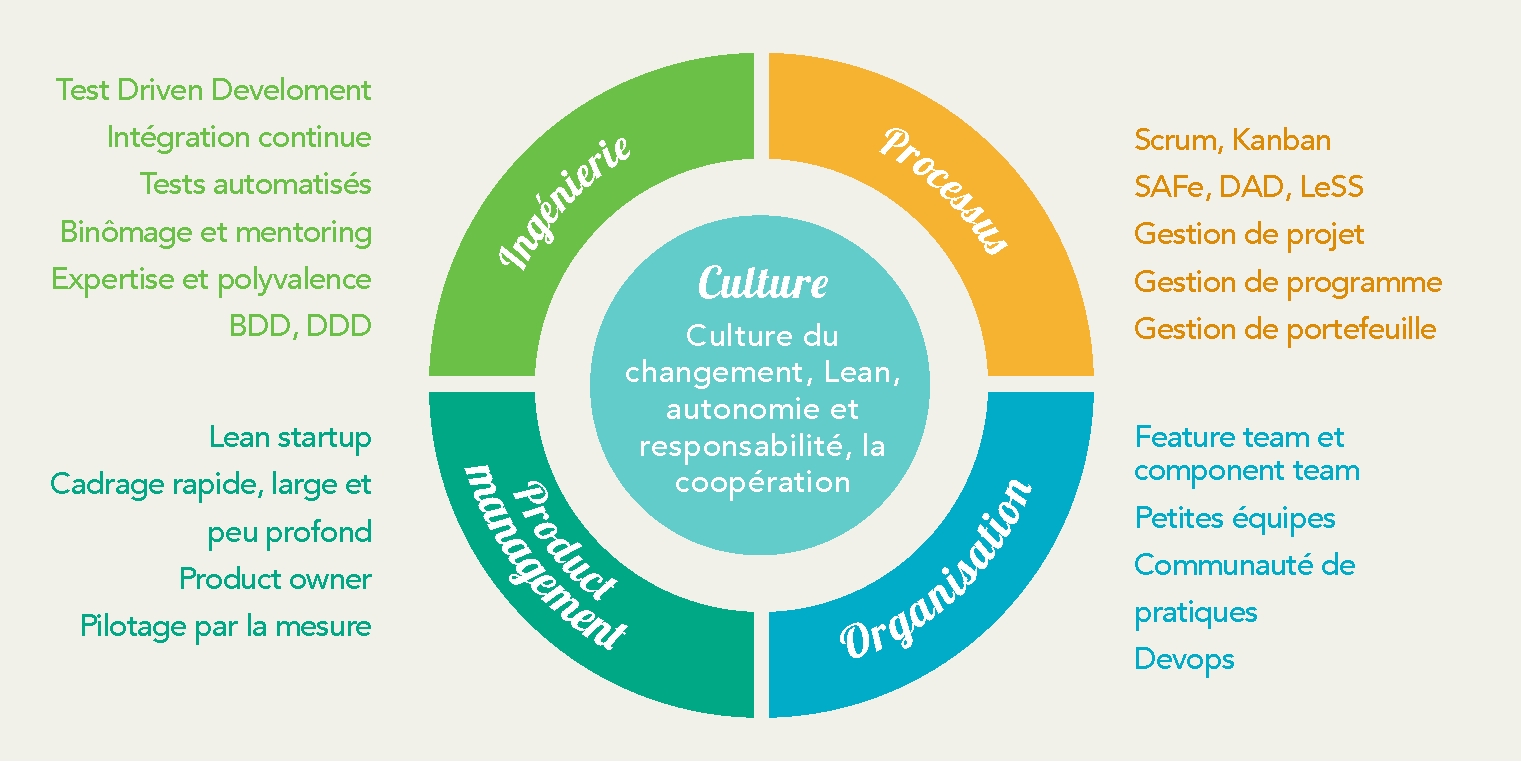 Test Driven Develoment
Intégration continue
Tests automatisés
Binômage et mentoring
Expertise et polyvalence
BDD, DDD
Ingénierie
Processus
Scrum, Kanban
SAFe, DAD, LeSS
Gestion de projet
Gestion de programme
Gestion de portefeuille
Culture
Culture du
changement, Lean,
autonomie et
responsabilité, la
coopération
Lean startup
Cadrage rapide, large et
peu profond
Product owner
Pilotage par la mesure
Product
management
Organisation
Feature team et
component team
Petites équipes
Communauté de
pratiques
Devops